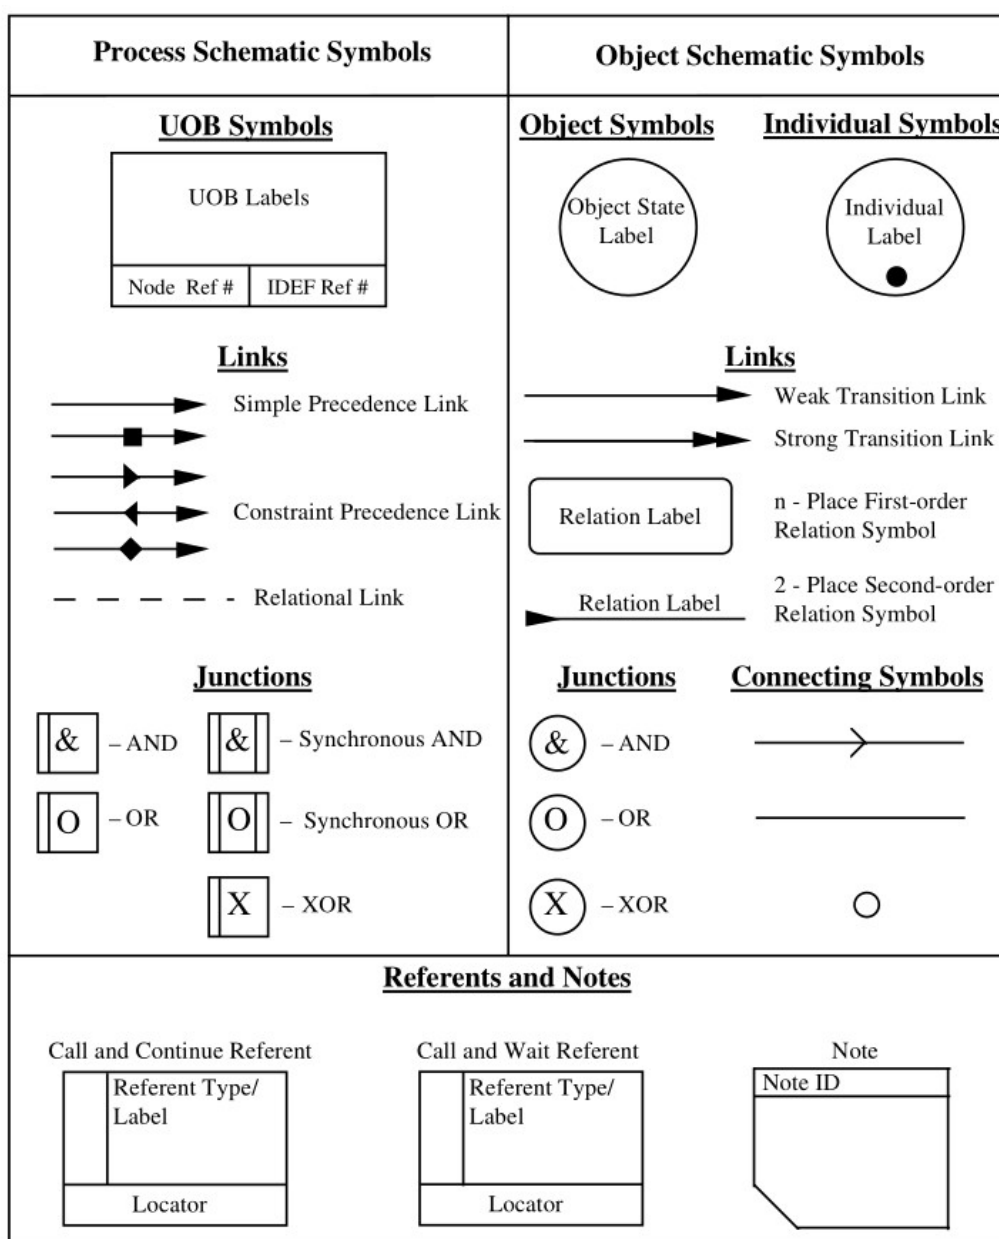 Process Schematic Symbols
Object Schematic Symbols
UOB Symbols
UOB Labels
Node Ref #
IDEF Ref #
Links
Simple Precedence Link
Constraint Precedence Link
Relational Link
Junctions
&
– AND
&
– Synchronous AND
O
– OR
O
– Synchronous OR
X
– XOR
Object Symbols
Individual Symbols
Object State
Label
Individual
Label
Links
Weak Transition Link
Strong Transition Link
Relation Label
n - Place First-order
Relation Symbol
Relation Label
2 - Place Second-order
Relation Symbol
Junctions
Connecting Symbols
&
– AND
O
– OR
X
– XOR
Referents and Notes
Call and Continue Referent
Referent Type/
Label
Locator
Call and Wait Referent
Referent Type/
Label
Locator
Note
Note ID